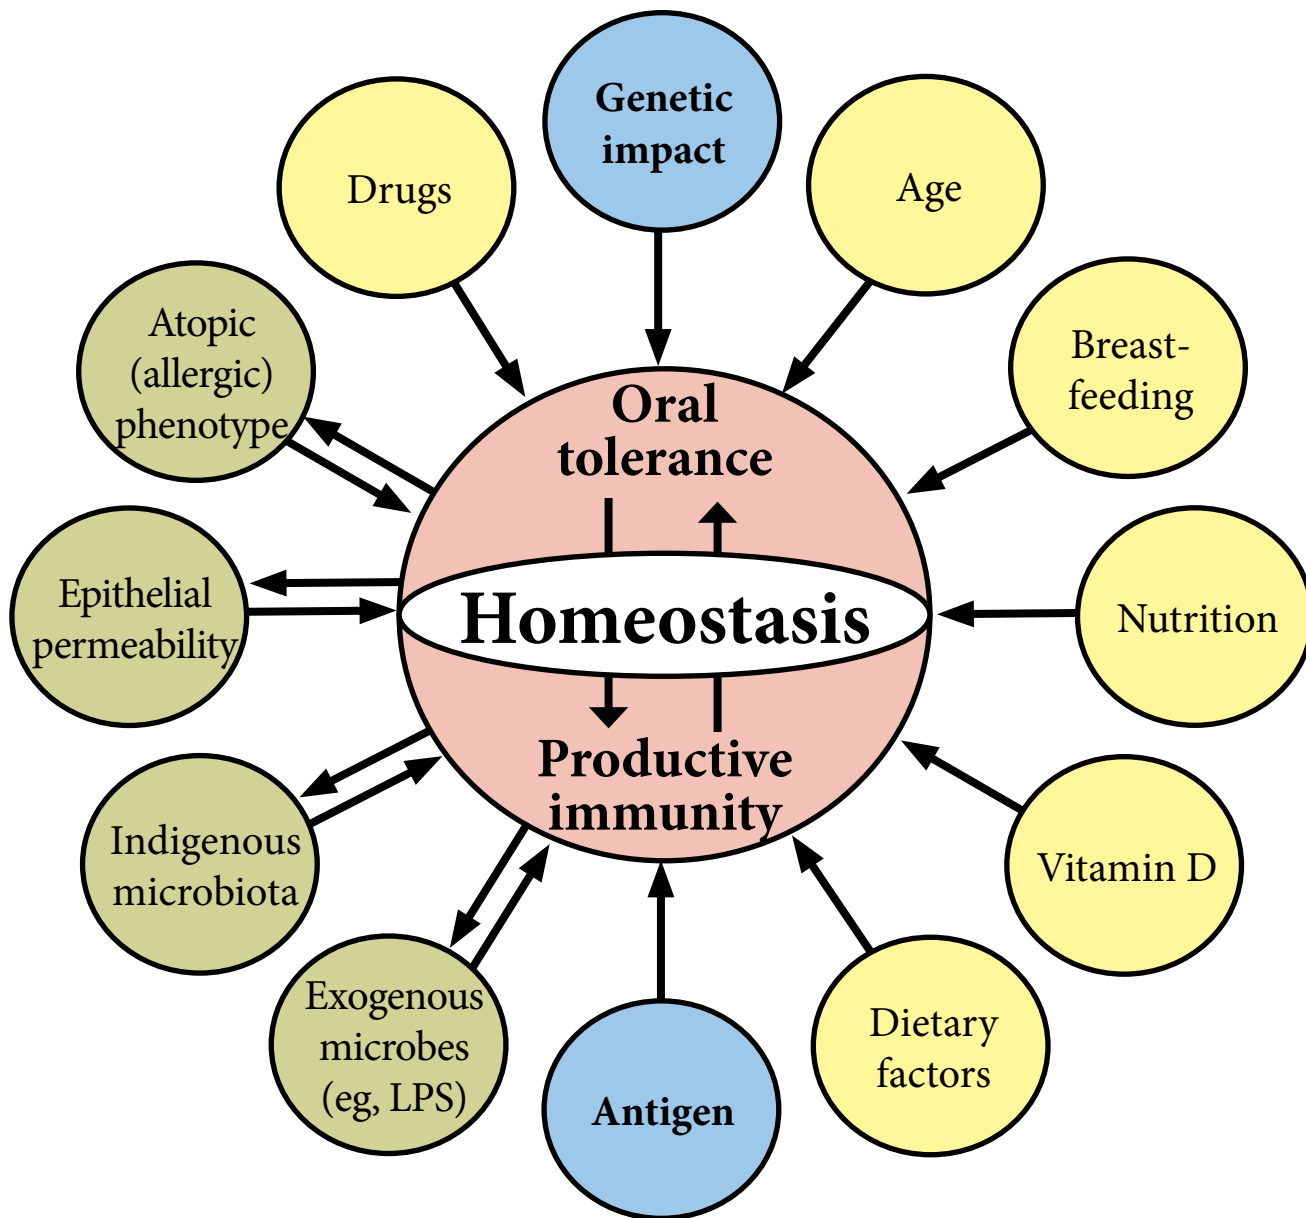 Genetic
impact
Drugs
Age
Atopic
(allergic)
phenotype
Breast-
feeding
Oral
tolerance
Epithelial
permeability
Homeostasis
Nutrition
Productive
immunity
Indigenous
microbiota
Vitamin D
Exogenous
microbes
(eg, LPS)
Dietary
factors
Antigen